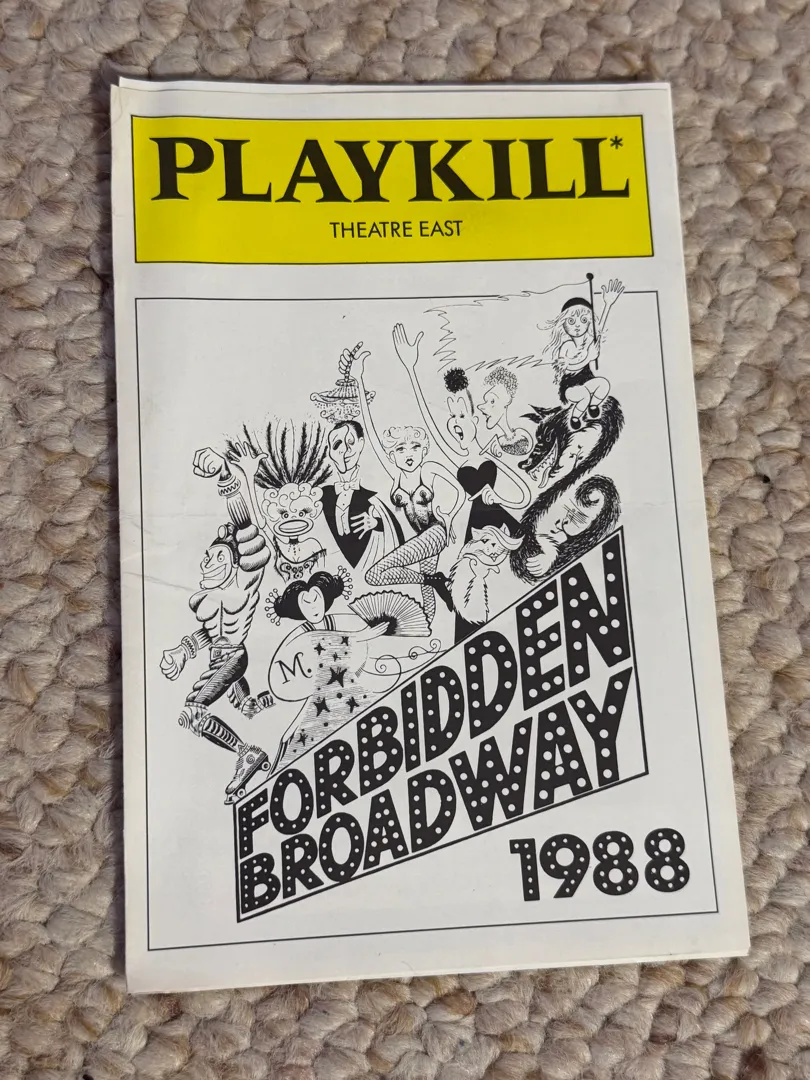 PLAYKILL*
THEATRE EAST
M.
FORBIDDEN
BROADWAY
1988